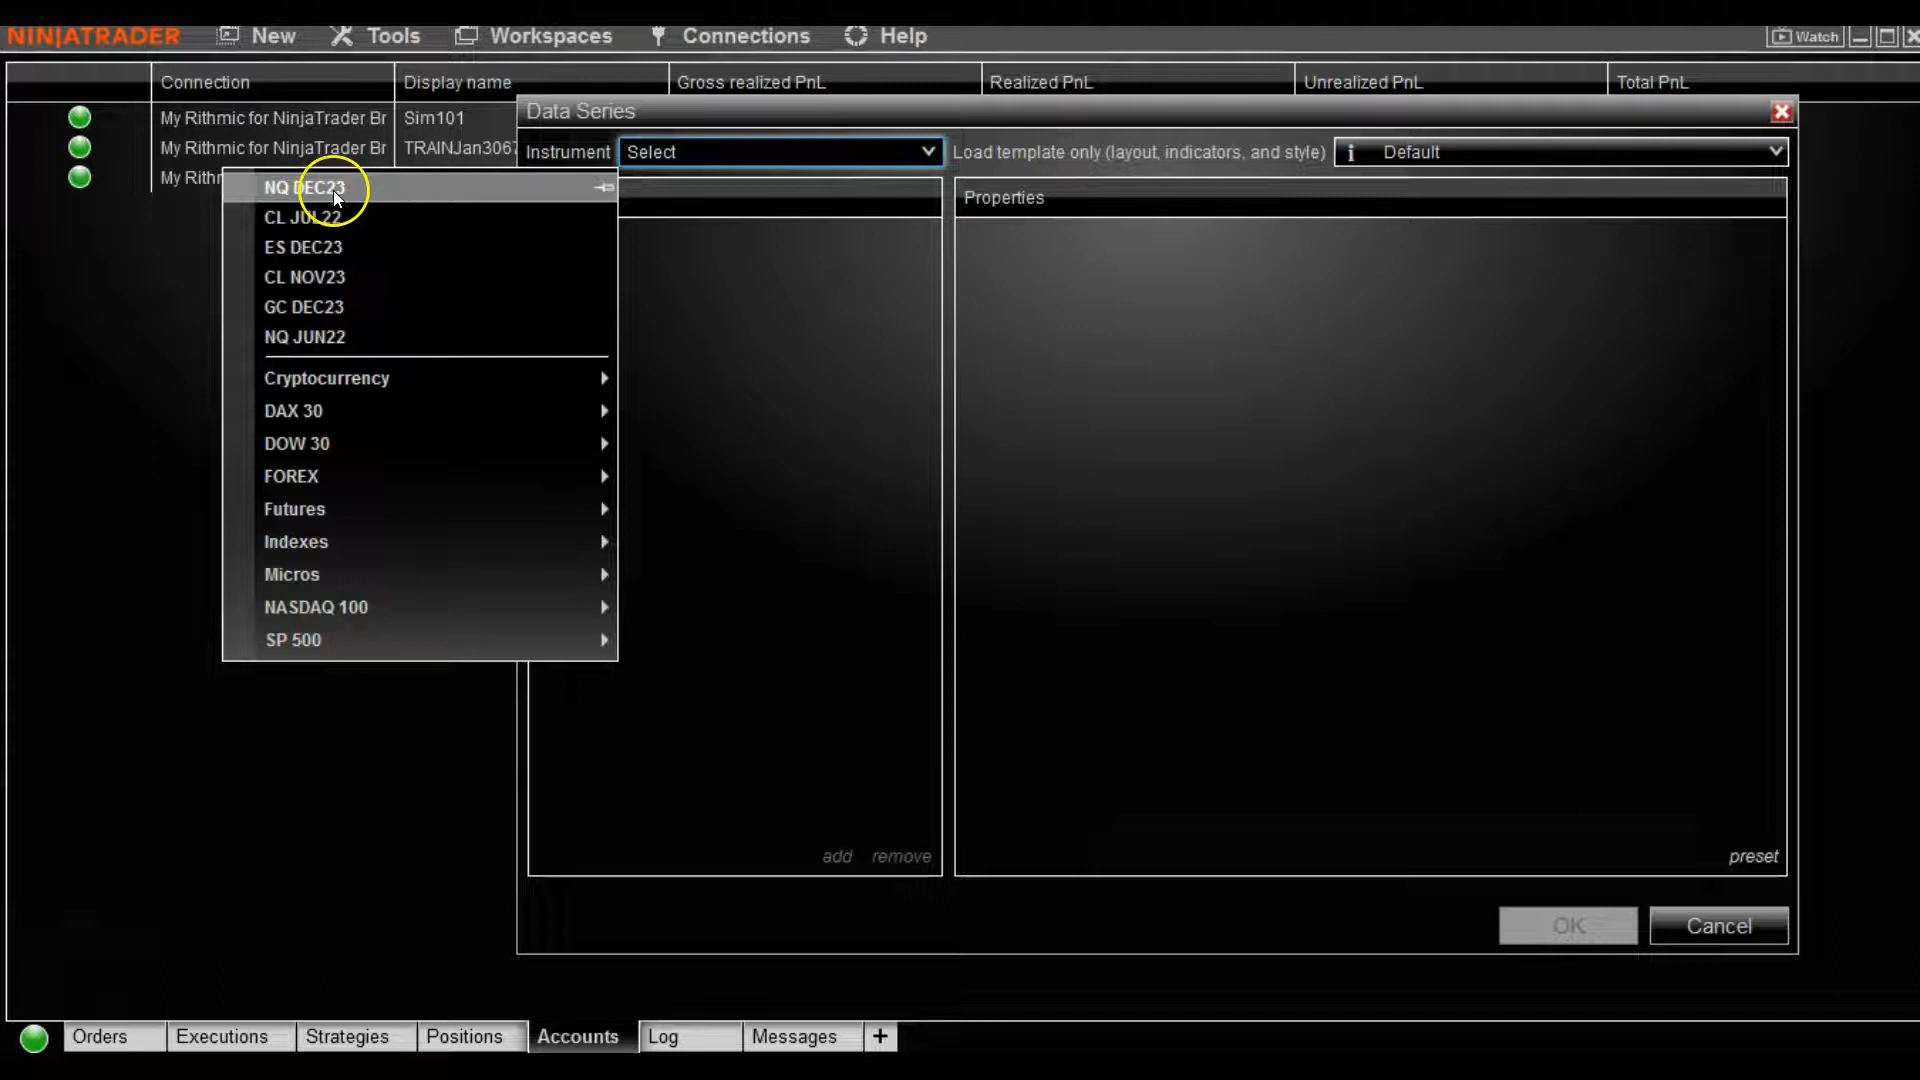 NINJATRADER New Tools Workspaces Connections Help Watch
Connection Display name Gross realized PnL Realized PnL Unrealized PnL Total PnL
Data Series
My Rithmic for NinjaTrader Br Sim101
My Rithmic for NinjaTrader Br TRAINJan3067
Instrument Select Load template only (layout, indicators, and style) i Default
My Rithr
NQ DEC23
Properties
CL JUL22
ES DEC23
CL NOV23
GC DEC23
NQ JUN22
Cryptocurrency
DAX 30
DOW 30
FOREX
Futures
Indexes
Micros
NASDAQ 100
SP 500
add remove
preset
OK Cancel
Orders Executions Strategies Positions Accounts Log Messages +